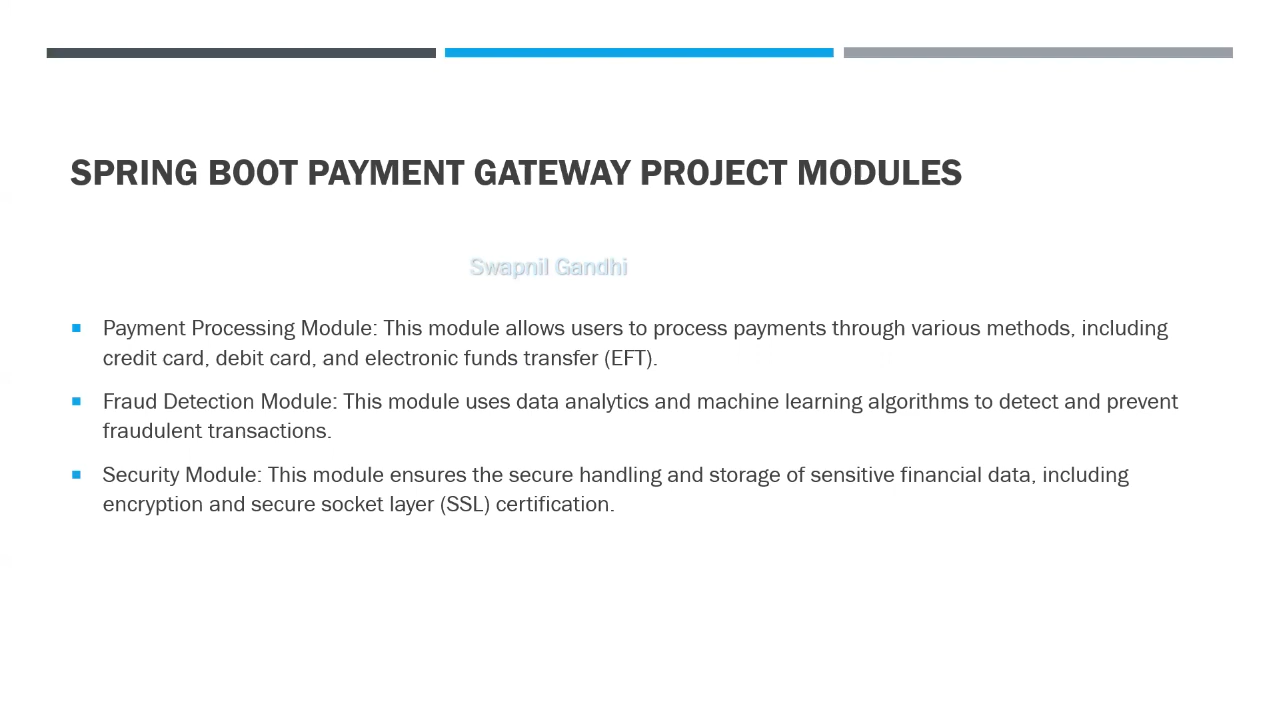 SPRING BOOT PAYMENT GATEWAY PROJECT MODULES
Swapnil Gandhi
Payment Processing Module: This module allows users to process payments through various methods, including
credit card, debit card, and electronic funds transfer (EFT).
Fraud Detection Module: This module uses data analytics and machine learning algorithms to detect and prevent
fraudulent transactions.
Security Module: This module ensures the secure handling and storage of sensitive financial data, including
encryption and secure socket layer (SSL) certification.